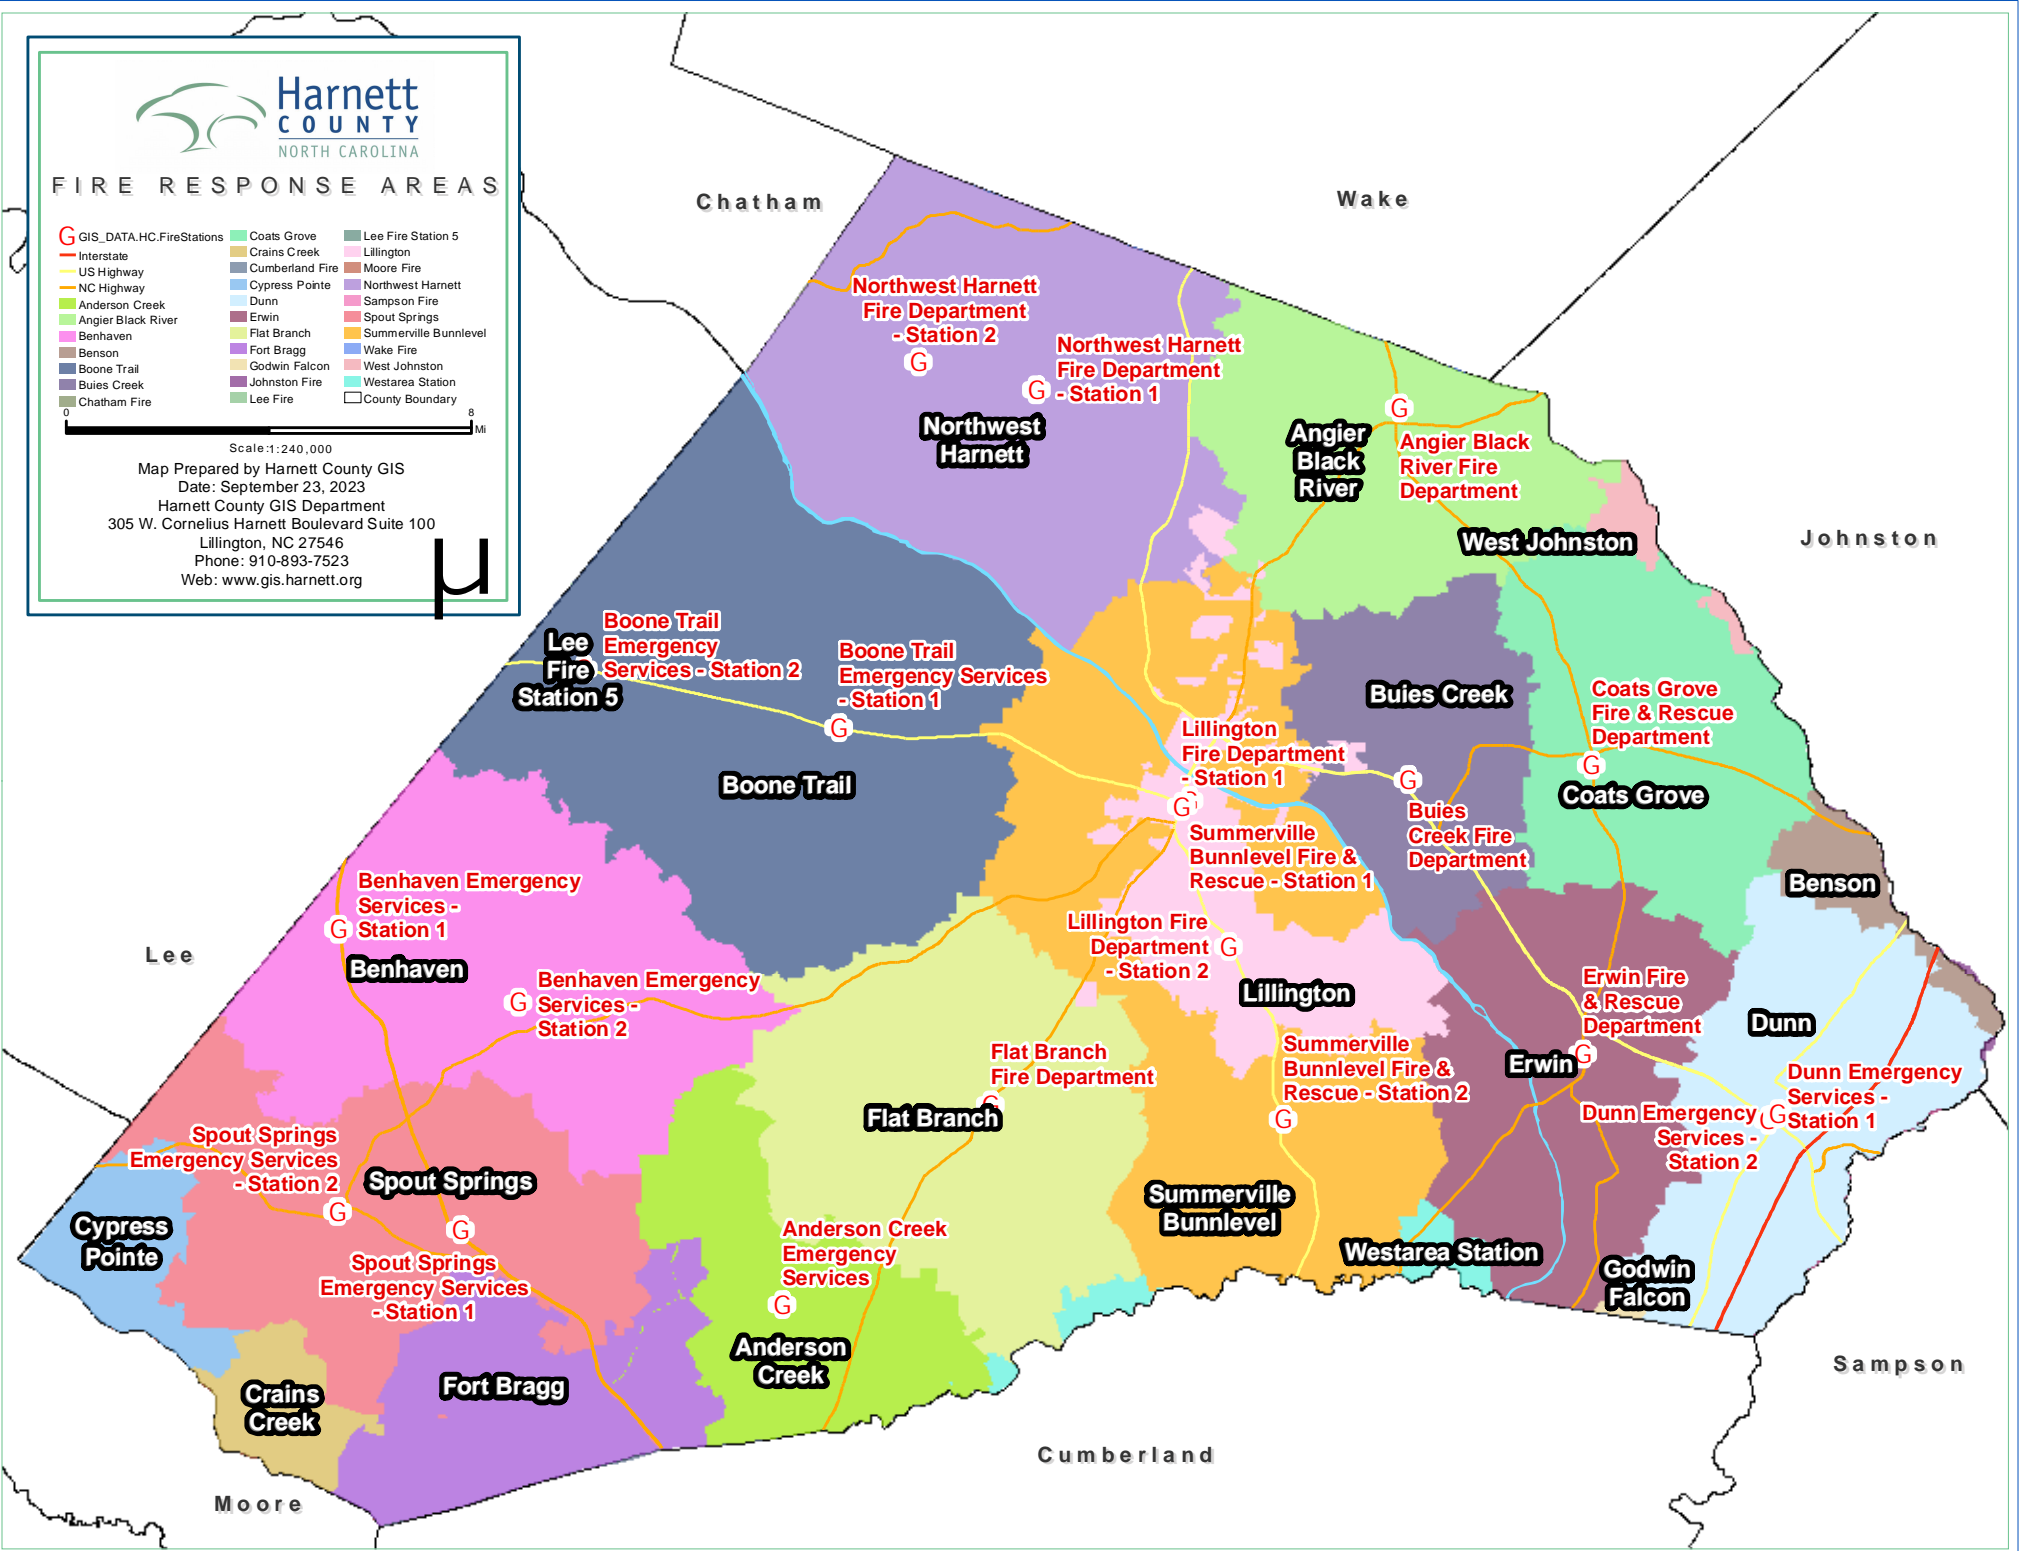 Harnett
COUNTY
NORTH CAROLINA
FIRE RESPONSE AREAS
G GIS_DATA.HC.FireStations
Interstate
US Highway
NC Highway
Anderson Creek
Angier Black River
Benhaven
Benson
Boone Trail
Buies Creek
Chatham Fire
Coats Grove
Crains Creek
Cumberland Fire
Cypress Pointe
Dunn
Erwin
Flat Branch
Fort Bragg
Godwin Falcon
Johnston Fire
Lee Fire
Lee Fire Station 5
Lillington
Moore Fire
Northwest Harnett
Sampson Fire
Spout Springs
Summerville Bunnlevel
Wake Fire
West Johnston
Westarea Station
County Boundary
0 8
Mi
Scale:1:240,000
Map Prepared by Harnett County GIS
Date: September 23, 2023
Harnett County GIS Department
305 W. Cornelius Harnett Boulevard Suite 100
Lillington, NC 27546
Phone: 910-893-7523
Web: www.gis.harnett.org
µ
Chatham
Wake
Northwest Harnett
Fire Department
- Station 2
G
Northwest Harnett
Fire Department
- Station 1
G
Northwest
Harnett
G
Angier
Black
River
Angier Black
River Fire
Department
West Johnston
Johnston
Lee
Fire
Station 5
Boone Trail
Emergency
Services - Station 2
Boone Trail
Emergency Services
- Station 1
G
Boone Trail
Buies Creek
Coats Grove
Fire & Rescue
Department
G
Coats Grove
Lillington
Fire Department
- Station 1
G
G
Summerville
Bunnlevel Fire &
Rescue - Station 1
G
Buies
Creek Fire
Department
Benson
Benhaven Emergency
Services -
Station 1
G
Lee
Benhaven
Benhaven Emergency
Services -
Station 2
G
Lillington Fire
Department
- Station 2
G
Lillington
Erwin Fire
& Rescue
Department
G
Erwin
Dunn
Flat Branch
Fire Department
G
Flat Branch
Summerville
Bunnlevel Fire &
Rescue - Station 2
G
Dunn Emergency
Services -
Station 1
G
Dunn Emergency
Services -
Station 2
G
Spout Springs
Emergency Services
- Station 2
G
Spout Springs
G
Spout Springs
Emergency Services
- Station 1
Cypress
Pointe
Summerville
Bunnlevel
Anderson Creek
Emergency
Services
G
Westarea Station
Godwin
Falcon
Anderson
Creek
Fort Bragg
Crains
Creek
Sampson
Cumberland
Moore